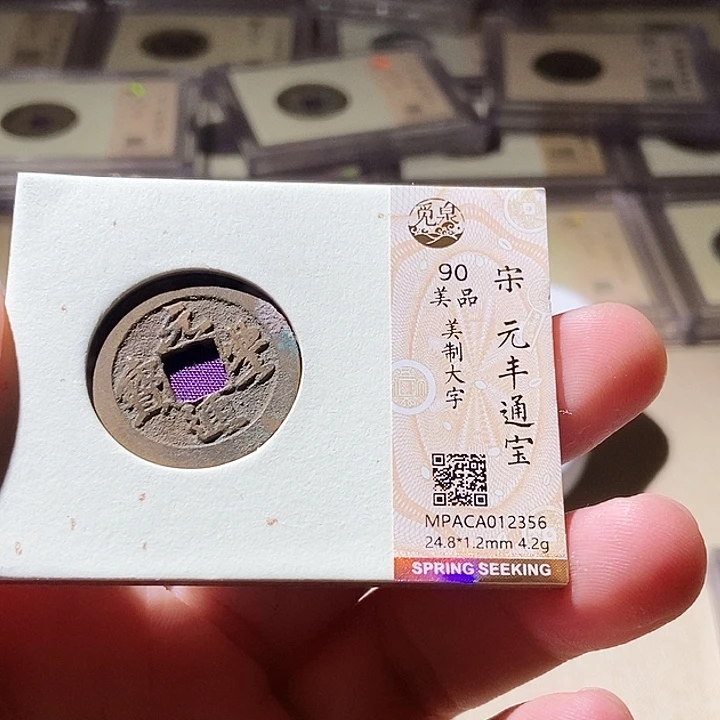 觅泉
90
美品
美制大字
宋 元丰通宝
MPACA012356
24.8*1.2mm 4.2g
SPRING SEEKING
元豐通寶